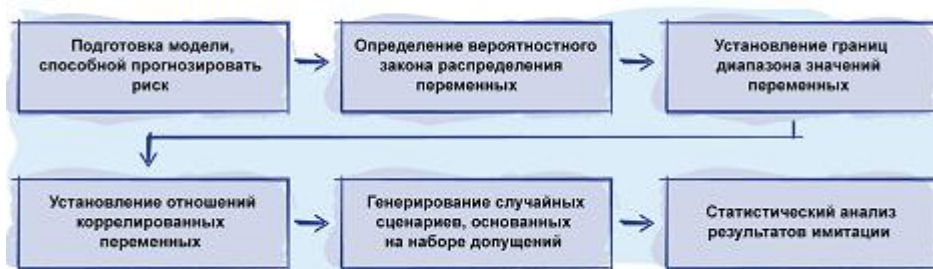 Подготовка модели,
способной прогнозировать
риск
Определение вероятностного
закона распределения
переменных
Установление границ
диапазона значений
переменных
Установление отношений
коррелированных
переменных
Генерирование случайных
сценариев, основанных
на наборе допущений
Статистический анализ
результатов имитации